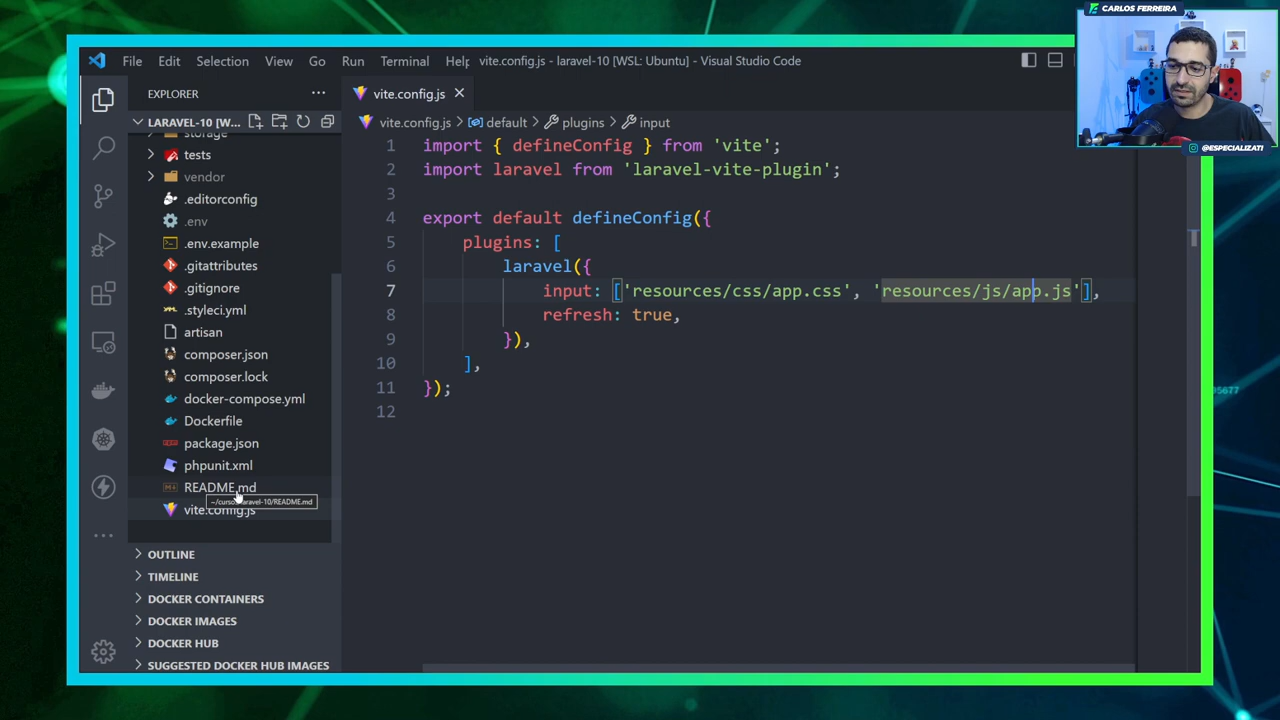 CARLOS FERREIRA
@ESPECIALIZATI
File Edit Selection View Go Run Terminal Help vite.config.js - laravel-10 [WSL: Ubuntu] - Visual Studio Code
EXPLORER
LARAVEL-10 [W...
storage
tests
vendor
.editorconfig
.env
.env.example
.gitattributes
.gitignore
.styleci.yml
artisan
composer.json
composer.lock
docker-compose.yml
Dockerfile
package.json
phpunit.xml
README.md
~/curso/laravel-10/README.md
vite.config.js
OUTLINE
TIMELINE
DOCKER CONTAINERS
DOCKER IMAGES
DOCKER HUB
SUGGESTED DOCKER HUB IMAGES
vite.config.js
vite.config.js > default > plugins > input
1 import { defineConfig } from 'vite';
2 import laravel from 'laravel-vite-plugin';
3
4 export default defineConfig({
5 plugins: [
6 laravel({
7 input: ['resources/css/app.css', 'resources/js/app.js'],
8 refresh: true,
9 }),
10 ],
11 });
12